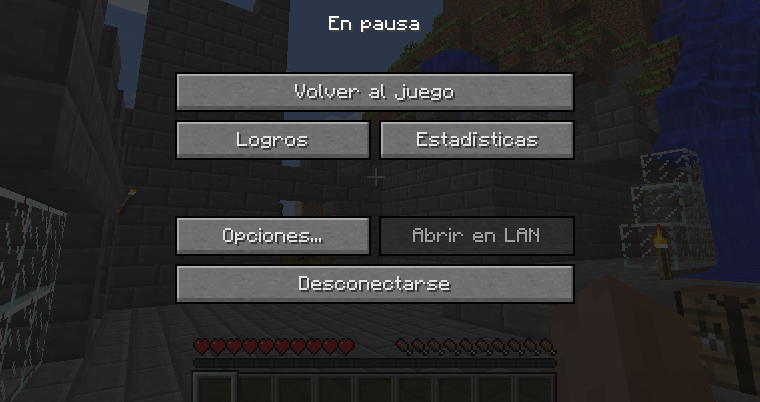 En pausa
Volver al juego
Logros
Estadísticas
Opciones...
Abrir en LAN
Desconectarse